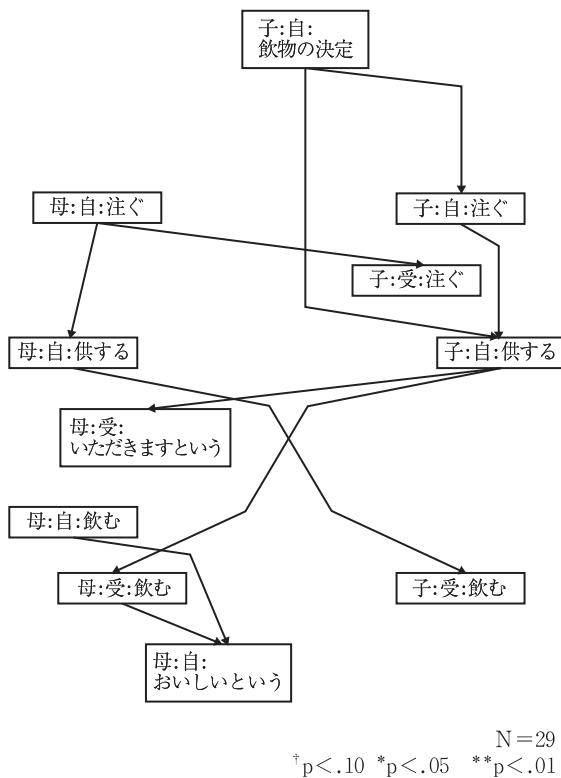 子:自:
飲物の決定
母:自:注ぐ
子:自:注ぐ
子:受:注ぐ
母:自:供する
子:自:供する
母:受:
いただきますという
母:自:飲む
母:受:飲む
子:受:飲む
母:自:
おいしいという
N=29
†p<.10 *p<.05 **p<.01